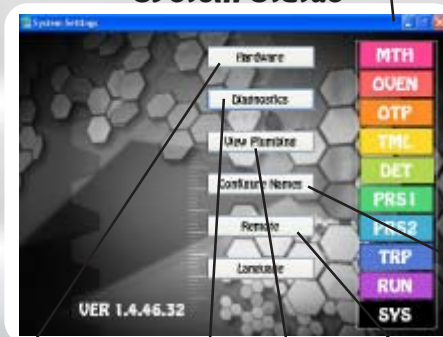 System Status
System Settings
Hardware
Diagnostics
View Plumbing
Configure Names
Remote
Language
MTH
OVEN
OTP
TML
DET
PRS1
PRS2
TRP
RUN
SYS
VER 1.4.46.32